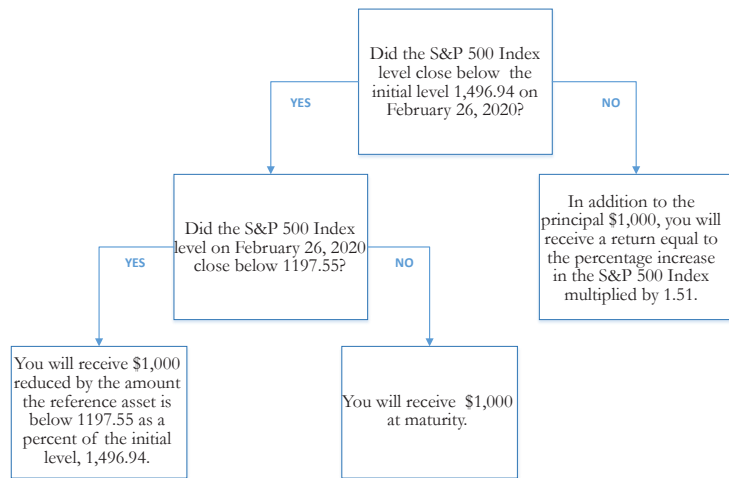 Did the S&P 500 Index
level close below the
initial level 1,496.94 on
February 26, 2020?
YES
NO
Did the S&P 500 Index
level on February 26, 2020
close below 1197.55?
In addition to the
principal $1,000, you will
receive a return equal to
the percentage increase
in the S&P 500 Index
multiplied by 1.51.
YES
NO
You will receive $1,000
reduced by the amount
the reference asset is
below 1197.55 as a
percent of the initial
level, 1,496.94.
You will receive $1,000
at maturity.